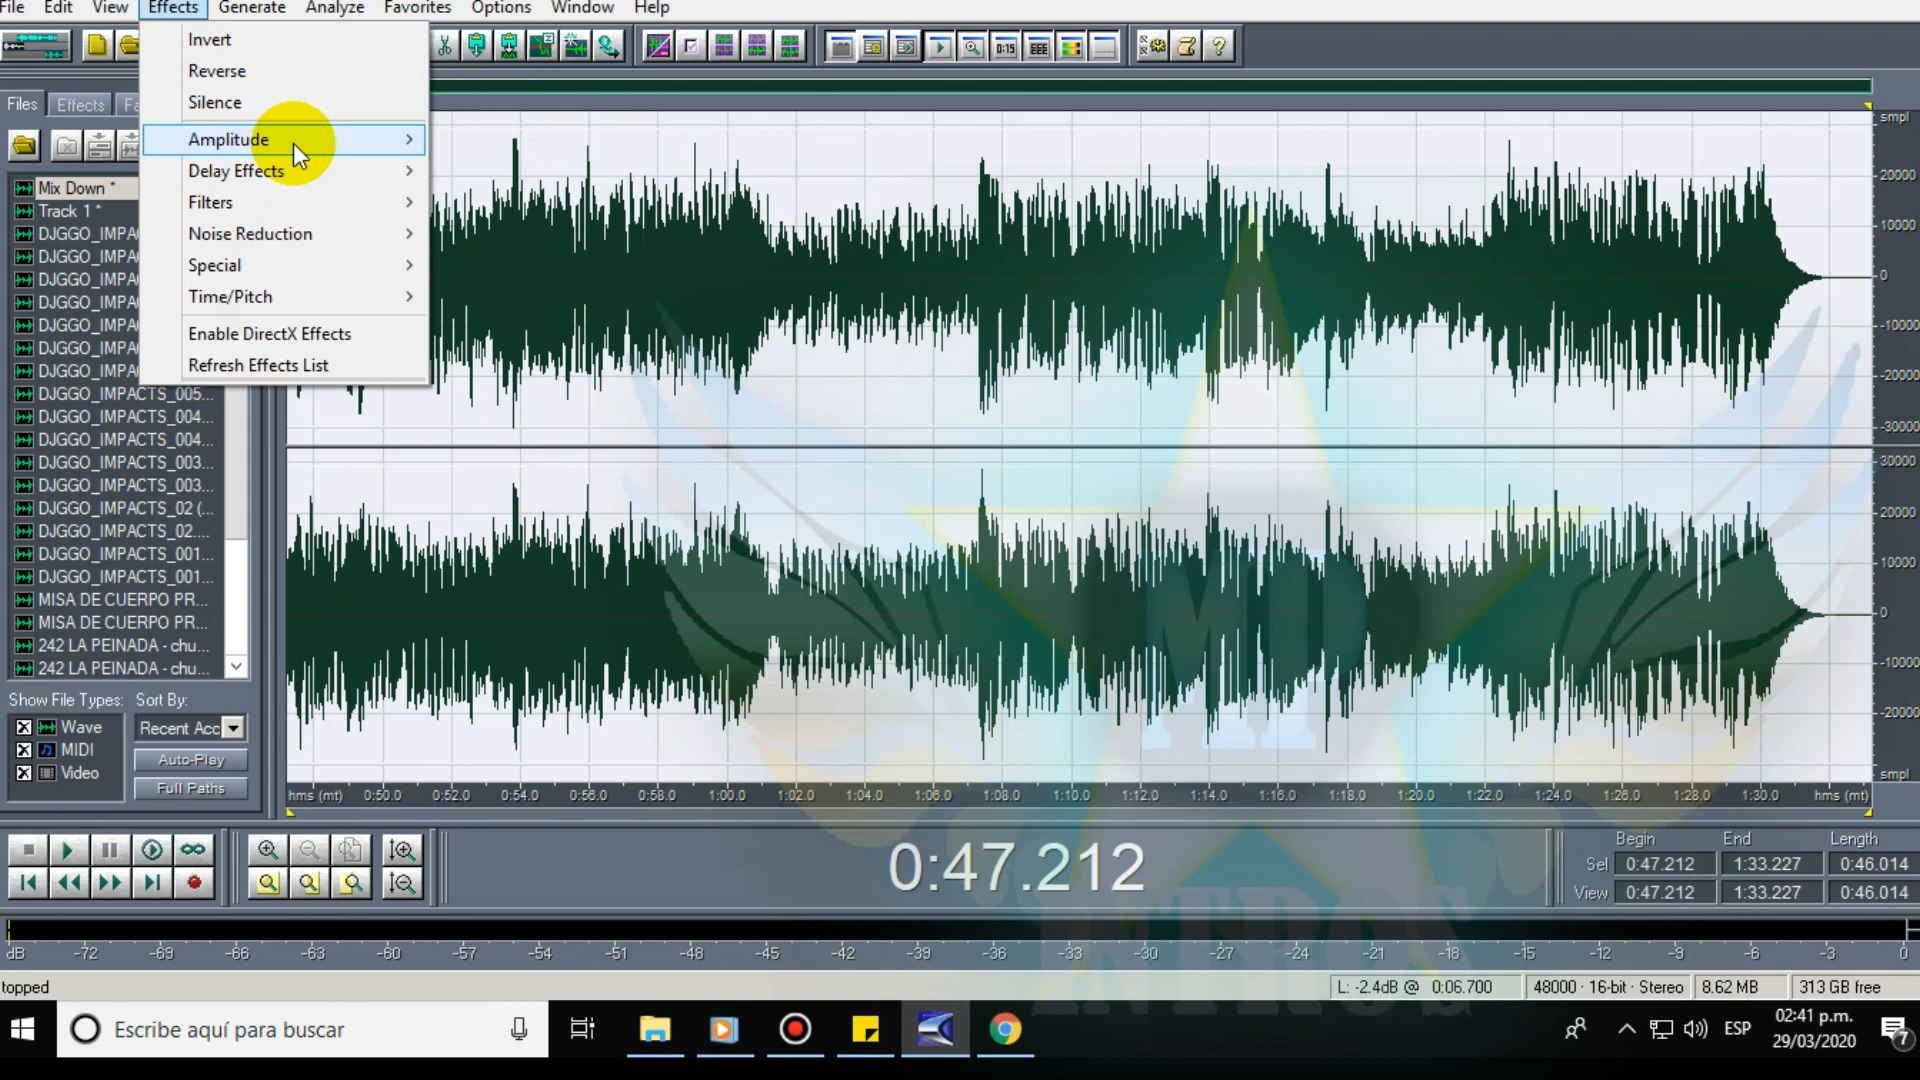 File Edit View Effects Generate Analyze Favorites Options Window Help
Invert
Reverse
Silence
Amplitude
Delay Effects
Filters
Noise Reduction
Special
Time/Pitch
Enable DirectX Effects
Refresh Effects List
Files Effects Fa
Mix Down *
Track 1 *
DJGGO_IMPA
DJGGO_IMPA
DJGGO_IMPA
DJGGO_IMPA
DJGGO_IMPA
DJGGO_IMPA
DJGGO_IMPA
DJGGO_IMPACTS_005...
DJGGO_IMPACTS_004...
DJGGO_IMPACTS_004...
DJGGO_IMPACTS_003...
DJGGO_IMPACTS_003...
DJGGO_IMPACTS_02 (...
DJGGO_IMPACTS_02....
DJGGO_IMPACTS_001...
DJGGO_IMPACTS_001...
MISA DE CUERPO PR...
MISA DE CUERPO PR...
242 LA PEINADA - chu...
242 LA PEINADA - chu...
Show File Types: Sort By:
Wave Recent Acc
MIDI Auto-Play
Video Full Paths
smpl
20000
10000
0
-10000
-20000
-30000
30000
20000
10000
0
-10000
-20000
smpl
MP
INTROS
hms (mt) 0:50.0 0:52.0 0:54.0 0:56.0 0:58.0 1:00.0 1:02.0 1:04.0 1:06.0 1:08.0 1:10.0 1:12.0 1:14.0 1:16.0 1:18.0 1:20.0 1:22.0 1:24.0 1:26.0 1:28.0 1:30.0 hms (mt)
0:47.212
Begin End Length
Sel 0:47.212 1:33.227 0:46.014
View 0:47.212 1:33.227 0:46.014
dB -72 -69 -66 -63 -60 -57 -54 -51 -48 -45 -42 -39 -36 -33 -30 -27 -24 -21 -18 -15 -12 -9 -6 -3 0
topped L: -2.4dB @ 0:06.700 48000 · 16-bit · Stereo 8.62 MB 313 GB free
Escribe aquí para buscar
ESP
02:41 p.m.
29/03/2020
7